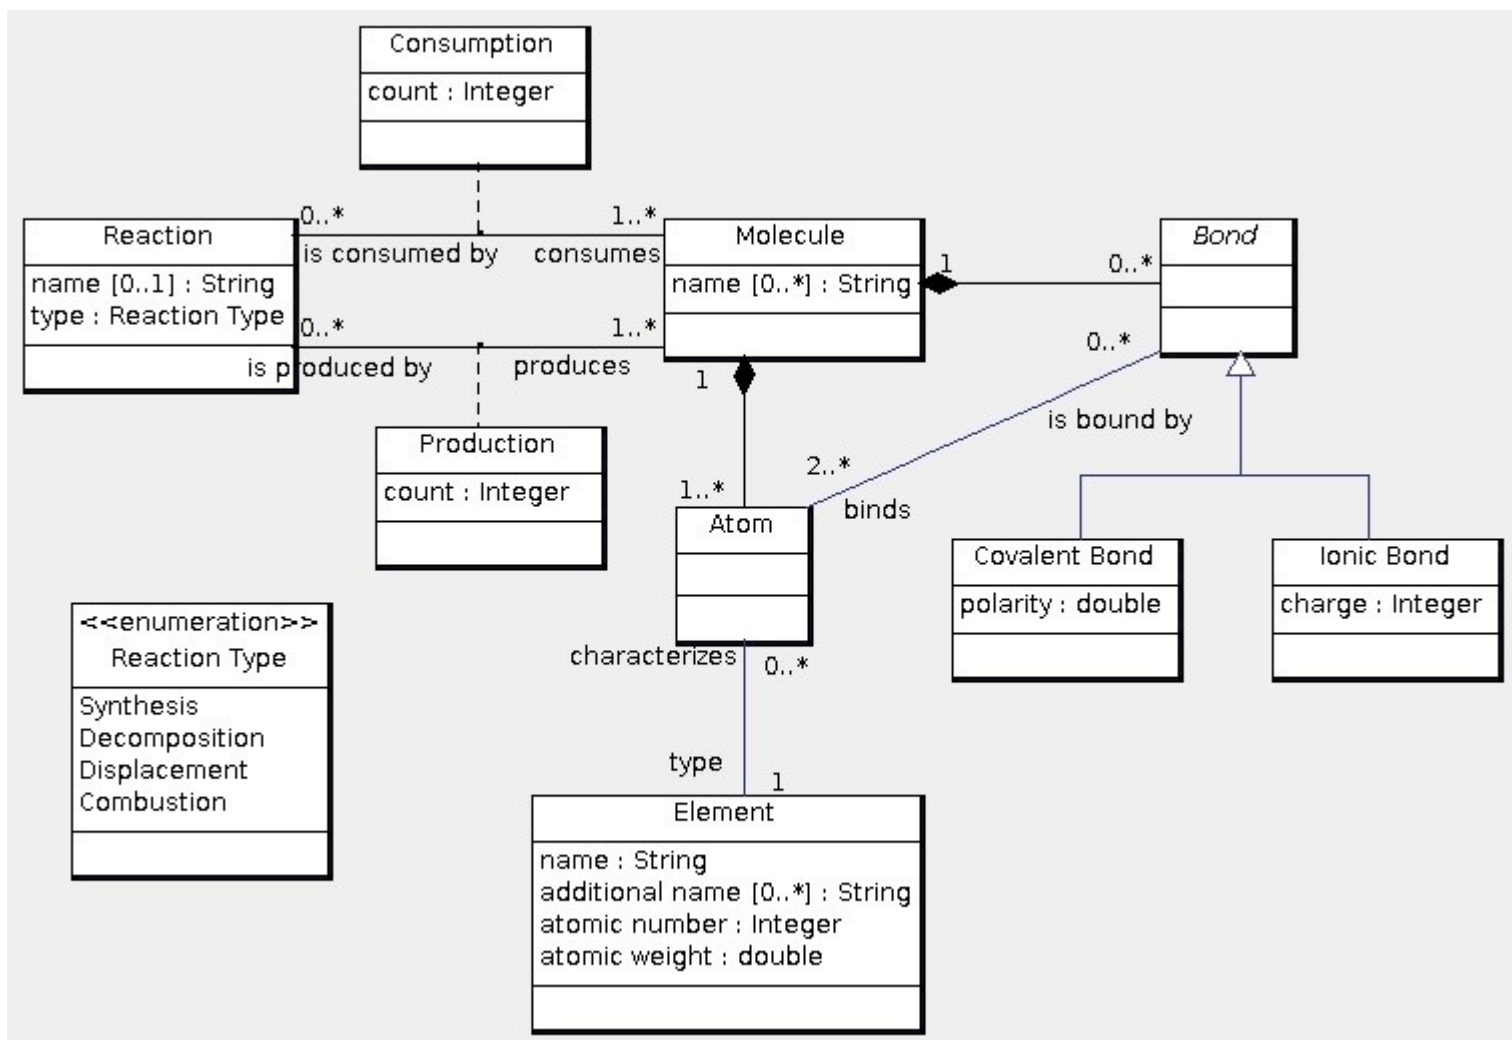 Consumption
count : Integer
Reaction
name [0..1] : String
type : Reaction Type
0..*
1..*
is consumed by
consumes
0..*
1..*
is produced by
produces
Molecule
name [0..*] : String
1
0..*
Bond
0..*
is bound by
2..*
binds
1
1..*
Production
count : Integer
Atom
Covalent Bond
polarity : double
Ionic Bond
charge : Integer
<<enumeration>>
Reaction Type
Synthesis
Decomposition
Displacement
Combustion
characterizes
0..*
type
1
Element
name : String
additional name [0..*] : String
atomic number : Integer
atomic weight : double